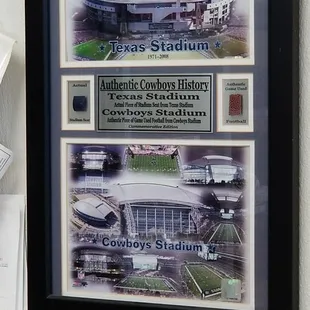 Texas Stadium
1971-2008
Authentic Cowboys History
Texas Stadium
Actual Piece of Stadium Seat from Texas Stadium
Cowboys Stadium
Authentic Piece of Game Used Football from Cowboys Stadium
Commemorative Edition
Actual
Stadium Seat
Authentic
Game Used
Football
Cowboys Stadium